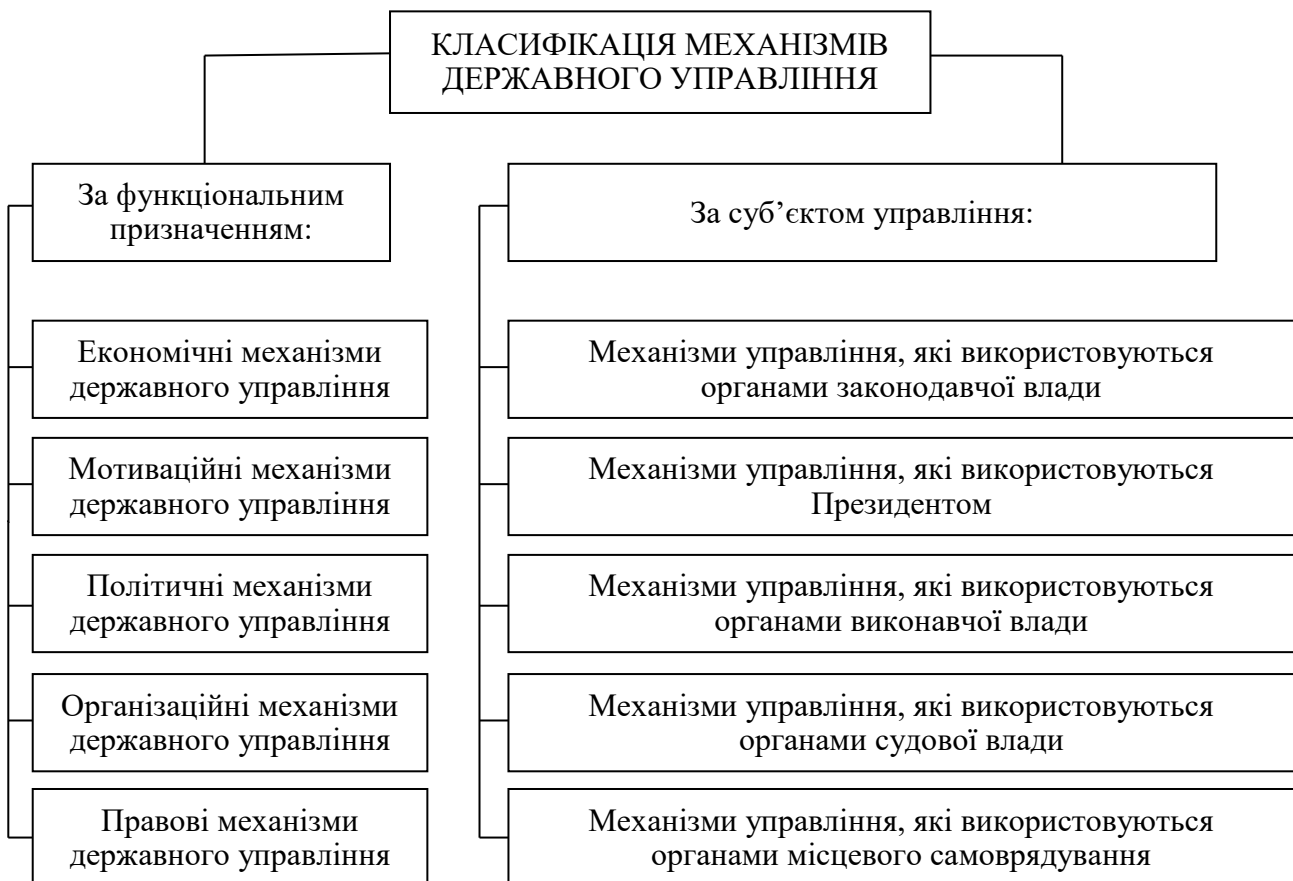 КЛАСИФІКАЦІЯ МЕХАНІЗМІВ
ДЕРЖАВНОГО УПРАВЛІННЯ
За функціональним
призначенням:
Економічні механізми
державного управління
Мотиваційні механізми
державного управління
Політичні механізми
державного управління
Організаційні механізми
державного управління
Правові механізми
державного управління
За суб’єктом управління:
Механізми управління, які використовуються
органами законодавчої влади
Механізми управління, які використовуються
Президентом
Механізми управління, які використовуються
органами виконавчої влади
Механізми управління, які використовуються
органами судової влади
Механізми управління, які використовуються
органами місцевого самоврядування